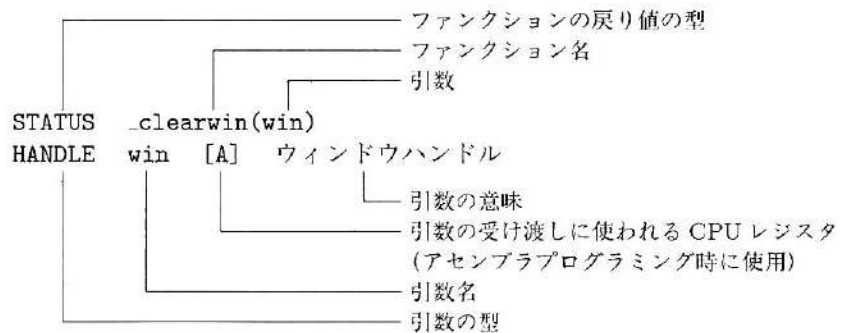 ファンクションの戻り値の型
ファンクション名
引数
STATUS _clearwin(win)
HANDLE win [A] ウィンドウハンドル
引数の意味
引数の受け渡しに使われる CPU レジスタ
(アセンブラプログラミング時に使用)
引数名
引数の型